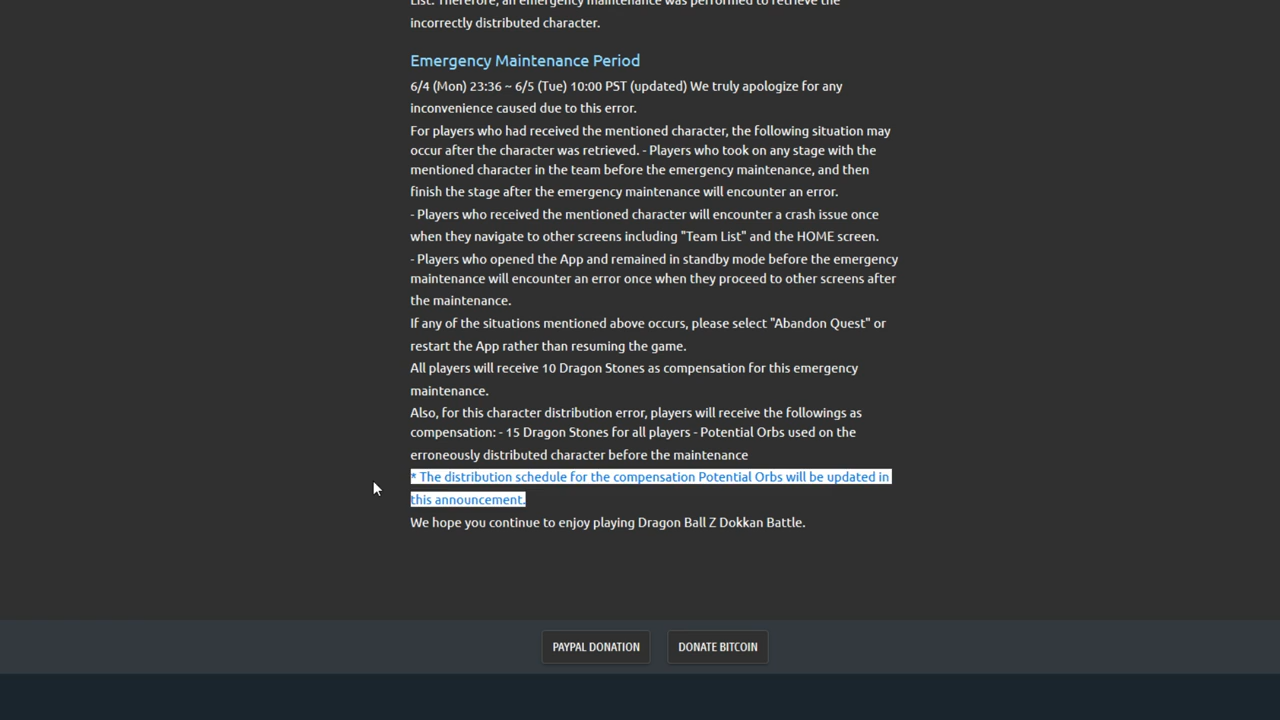 List. Therefore, an emergency maintenance was performed to retrieve the
incorrectly distributed character.
Emergency Maintenance Period
6/4 (Mon) 23:36 ~ 6/5 (Tue) 10:00 PST (updated) We truly apologize for any
inconvenience caused due to this error.
For players who had received the mentioned character, the following situation may
occur after the character was retrieved. - Players who took on any stage with the
mentioned character in the team before the emergency maintenance, and then
finish the stage after the emergency maintenance will encounter an error.
- Players who received the mentioned character will encounter a crash issue once
when they navigate to other screens including "Team List" and the HOME screen.
- Players who opened the App and remained in standby mode before the emergency
maintenance will encounter an error once when they proceed to other screens after
the maintenance.
If any of the situations mentioned above occurs, please select "Abandon Quest" or
restart the App rather than resuming the game.
All players will receive 10 Dragon Stones as compensation for this emergency
maintenance.
Also, for this character distribution error, players will receive the followings as
compensation: - 15 Dragon Stones for all players - Potential Orbs used on the
erroneously distributed character before the maintenance
* The distribution schedule for the compensation Potential Orbs will be updated in
this announcement.
We hope you continue to enjoy playing Dragon Ball Z Dokkan Battle.
PAYPAL DONATION
DONATE BITCOIN